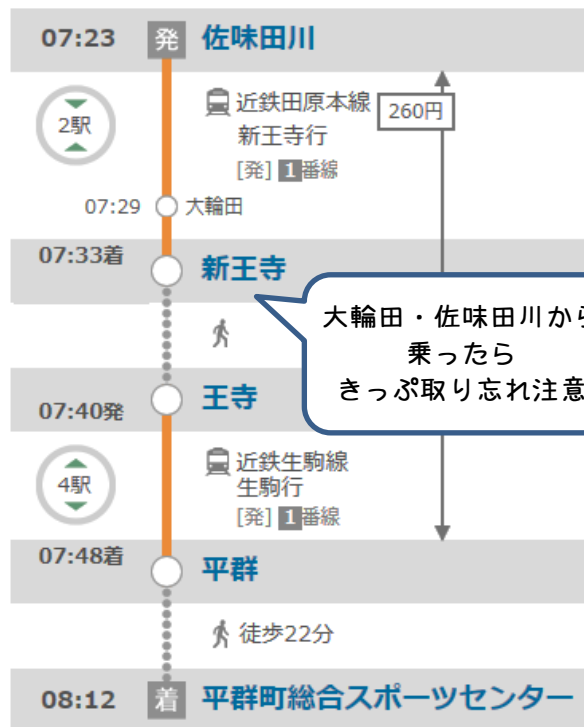 07:23 発 佐味田川
2駅
近鉄田原本線
260円
新王寺行
[発] 1番線
07:29 大輪田
07:33着
新王寺
大輪田・佐味田川から
乗ったら
きっぷ取り忘れ注意
07:40発
王寺
4駅
近鉄生駒線
生駒行
[発] 1番線
07:48着
平群
徒歩22分
08:12 着 平群町総合スポーツセンター